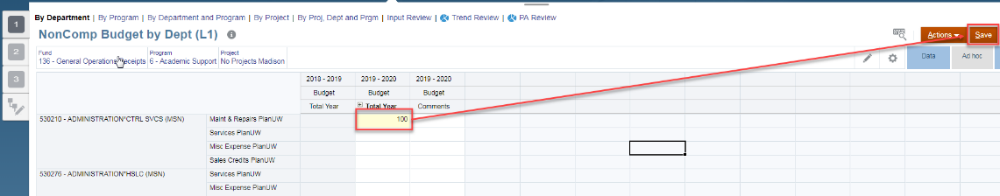 1
By Department | By Program | By Department and Program | By Project | By Proj, Dept and Prgm | Input Review | Trend Review | PA Review
NonComp Budget by Dept (L1)
Actions Save
2
Fund Program Project
136 - General Operations Receipts 6 - Academic Support No Projects Madison
Data Ad hoc
3
2018 - 2019 2019 - 2020 2019 - 2020
Budget Budget Budget
Total Year Total Year Comments
530210 - ADMINISTRATION*CTRL SVCS (MSN) Maint & Repairs PlanUW 100
Services PlanUW
Misc Expense PlanUW
Sales Credits PlanUW
530276 - ADMINISTRATION*HSLC (MSN) Services PlanUW
Misc Expense PlanUW